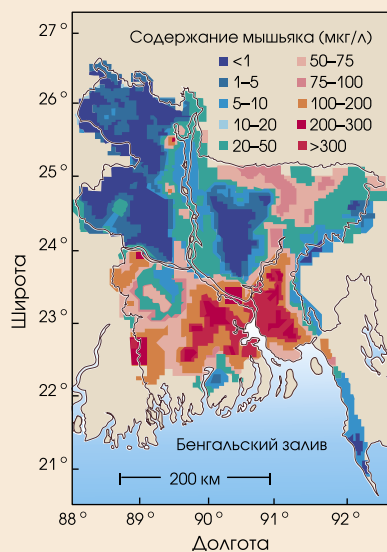 Содержание мышьяка (мкг/л)
<1 50–75
1–5 75–100
5–10 100–200
10–20 200–300
20–50 >300
27°
26°
25°
24°
23°
22°
21°
Широта
Бенгальский залив
200 км
88° 89° 90° 91° 92°
Долгота